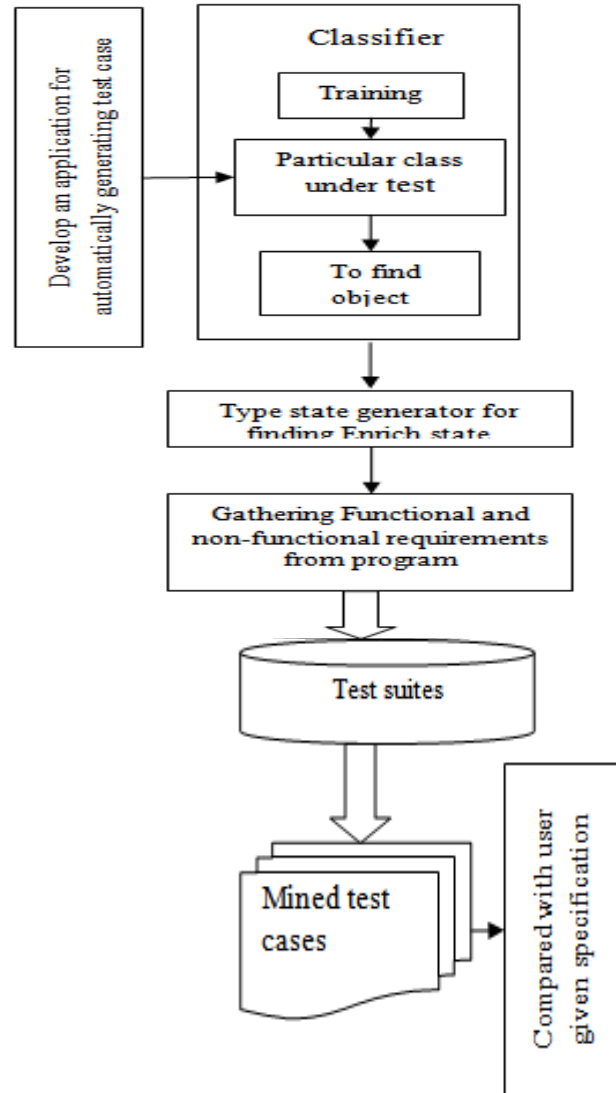 Develop an application for
automatically generating test case
Classifier
Training
Particular class
under test
To find
object
Type state generator for
finding Enrich state
Gathering Functional and
non-functional requirements
from program
Test suites
Mined test
cases
Compared with user
given specification